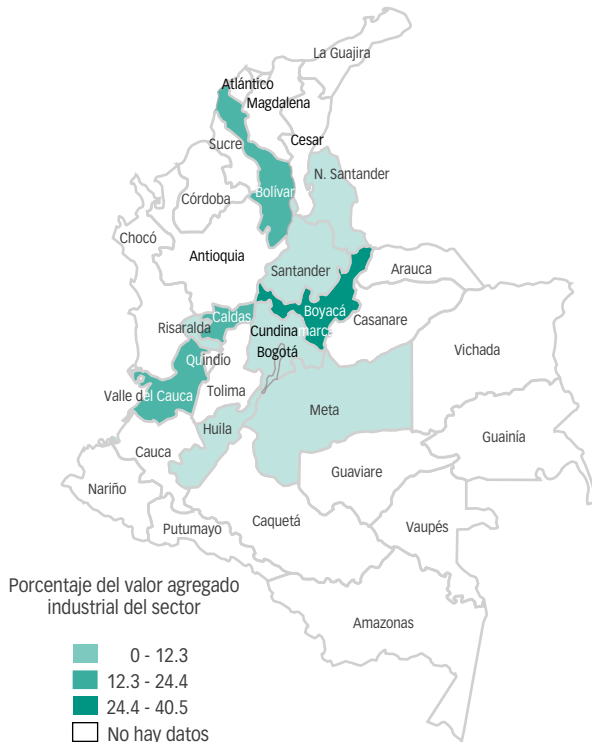 La Guajira
Atlántico
Magdalena
Sucre
Cesar
N. Santander
Bolívar
Córdoba
Chocó
Antioquia
Santander
Arauca
Boyacá
Caldas
Risaralda
Cundinamarca
Casanare
Bogotá
Quindío
Vichada
Tolima
Valle del Cauca
Meta
Huila
Cauca
Guainía
Guaviare
Nariño
Caquetá
Putumayo
Vaupés
Amazonas
Porcentaje del valor agregado
industrial del sector
0 - 12.3
12.3 - 24.4
24.4 - 40.5
No hay datos